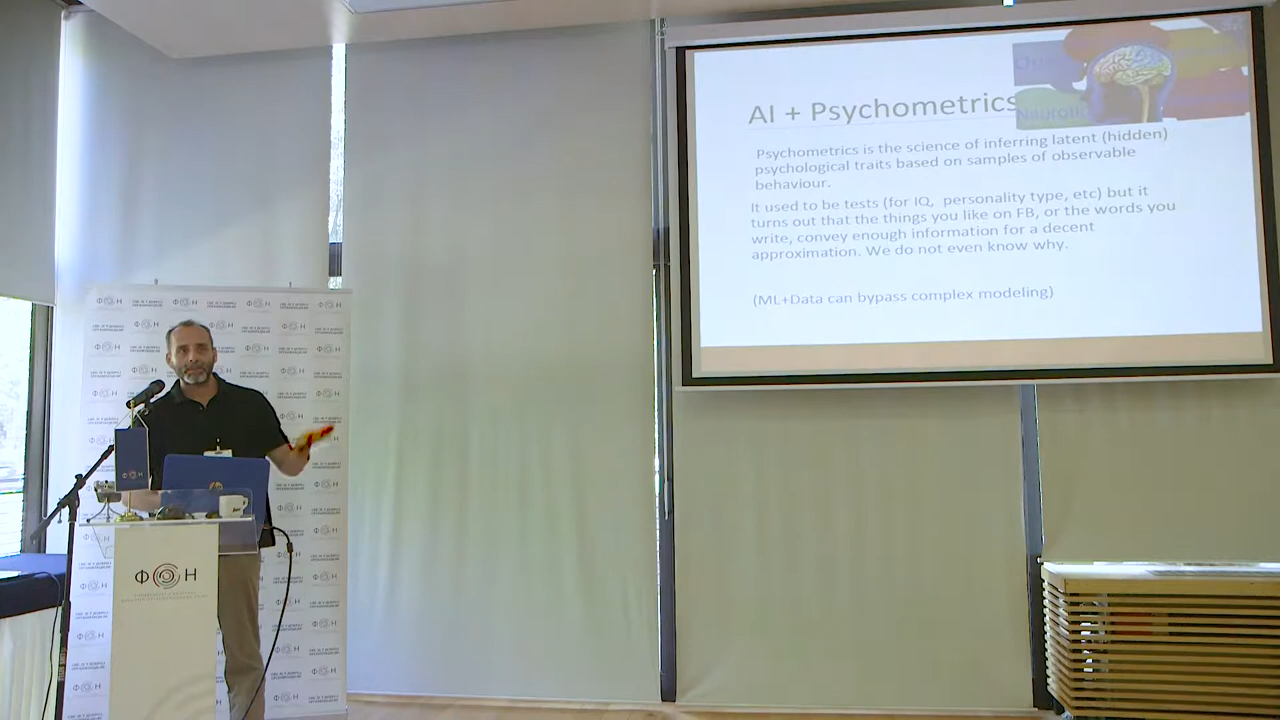 AI + Psychometrics
Neurotic
Psychometrics is the science of inferring latent (hidden)
psychological traits based on samples of observable
behaviour.
It used to be tests (for IQ, personality type, etc) but it
turns out that the things you like on FB, or the words you
write, convey enough information for a decent
approximation. We do not even know why.
(ML+Data can bypass complex modeling)
ФОН